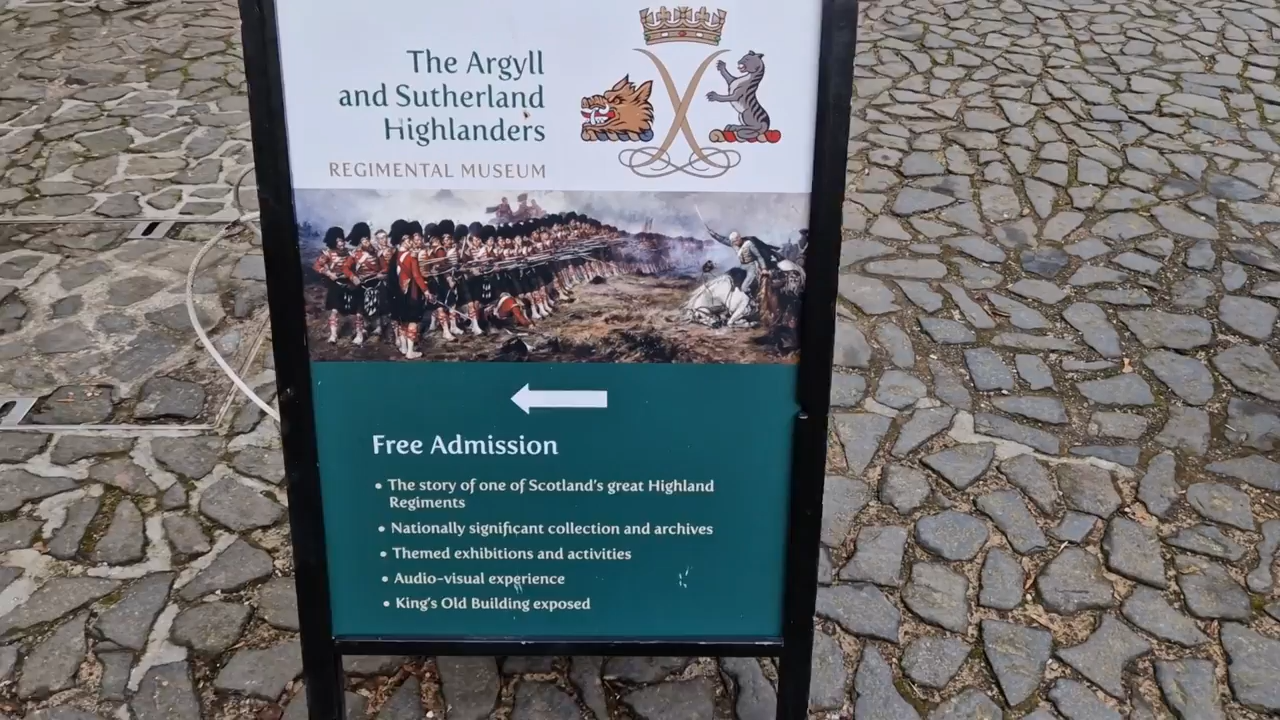 The Argyll
and Sutherland
Highlanders
REGIMENTAL MUSEUM
Free Admission
• The story of one of Scotland's great Highland
Regiments
• Nationally significant collection and archives
• Themed exhibitions and activities
• Audio-visual experience
• King's Old Building exposed